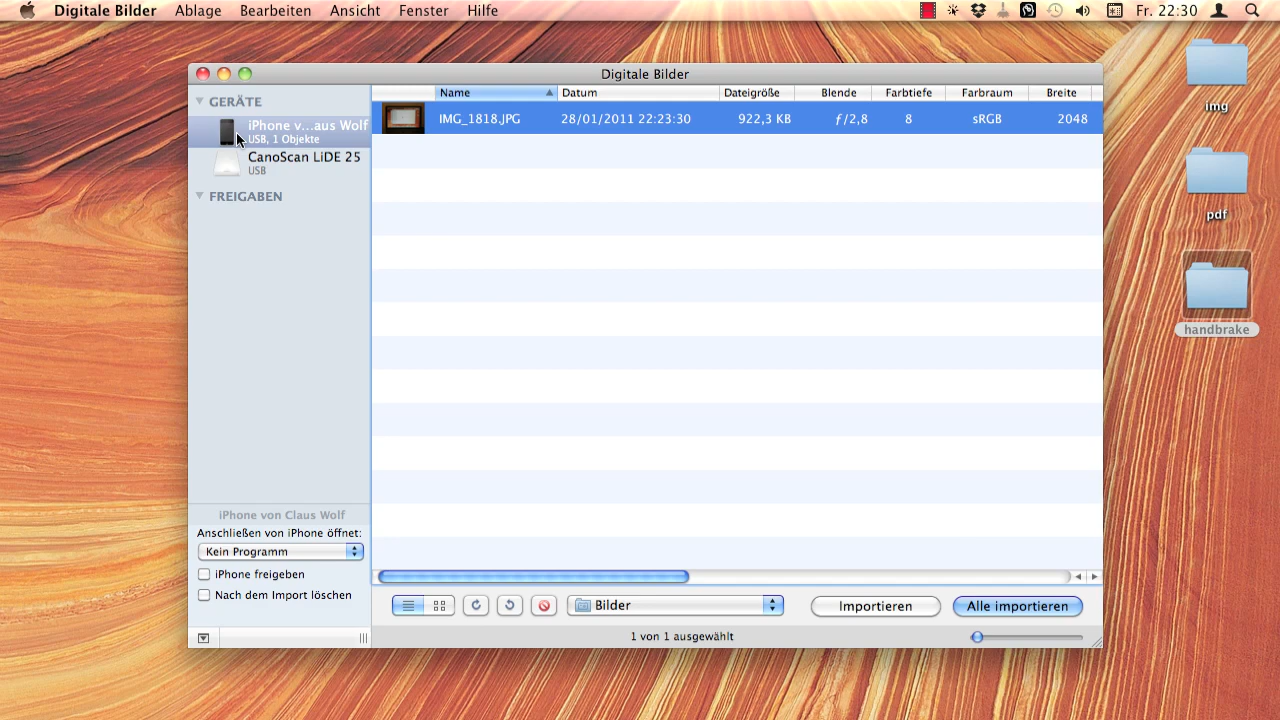 Digitale Bilder Ablage Bearbeiten Ansicht Fenster Hilfe Fr. 22:30
Digitale Bilder
GERÄTE
iPhone v...aus Wolf
USB, 1 Objekte
CanoScan LiDE 25
USB
FREIGABEN
Name Datum Dateigröße Blende Farbtiefe Farbraum Breite
IMG_1818.JPG 28/01/2011 22:23:30 922,3 KB ƒ/2,8 8 sRGB 2048
iPhone von Claus Wolf
Anschließen von iPhone öffnet:
Kein Programm
iPhone freigeben
Nach dem Import löschen
Bilder
Importieren
Alle importieren
1 von 1 ausgewählt
img
pdf
handbrake